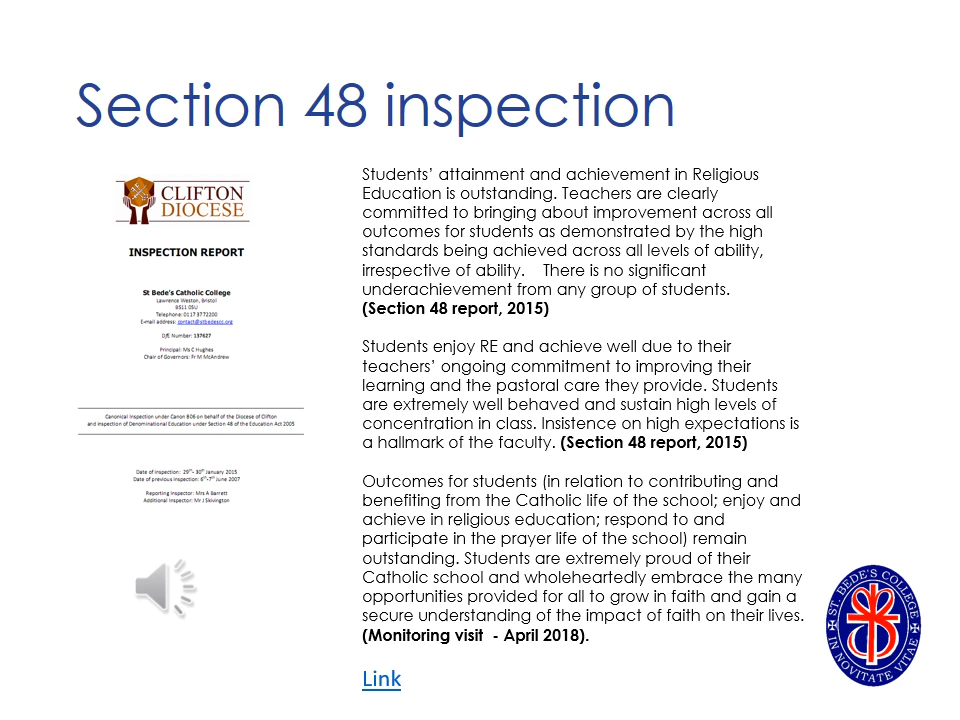 Section 48 inspection
CLIFTON
DIOCESE
INSPECTION REPORT
St Bede's Catholic College
Lawrence Weston, Bristol
BS11 0SU
Telephone: 0117 3772200
E-mail address: contact@stbedescc.org
DfE Number: 137627
Principal: Ms C Hughes
Chair of Governors: Fr M McAndrew
Canonical Inspection under Canon 806 on behalf of the Diocese of Clifton
and inspection of Denominational Education under Section 48 of the Education Act 2005
Date of inspection: 29th- 30th January 2015
Date of previous inspection: 6th-7th June 2007
Reporting Inspector: Mrs A Barrett
Additional Inspector: Mr J Skivington
Students’ attainment and achievement in Religious
Education is outstanding. Teachers are clearly
committed to bringing about improvement across all
outcomes for students as demonstrated by the high
standards being achieved across all levels of ability,
irrespective of ability. There is no significant
underachievement from any group of students.
(Section 48 report, 2015)
Students enjoy RE and achieve well due to their
teachers’ ongoing commitment to improving their
learning and the pastoral care they provide. Students
are extremely well behaved and sustain high levels of
concentration in class. Insistence on high expectations is
a hallmark of the faculty. (Section 48 report, 2015)
Outcomes for students (in relation to contributing and
benefiting from the Catholic life of the school; enjoy and
achieve in religious education; respond to and
participate in the prayer life of the school) remain
outstanding. Students are extremely proud of their
Catholic school and wholeheartedly embrace the many
opportunities provided for all to grow in faith and gain a
secure understanding of the impact of faith on their lives.
(Monitoring visit - April 2018).
Link
ST. BEDE'S COLLEGE
IN NOVITATE VITAE